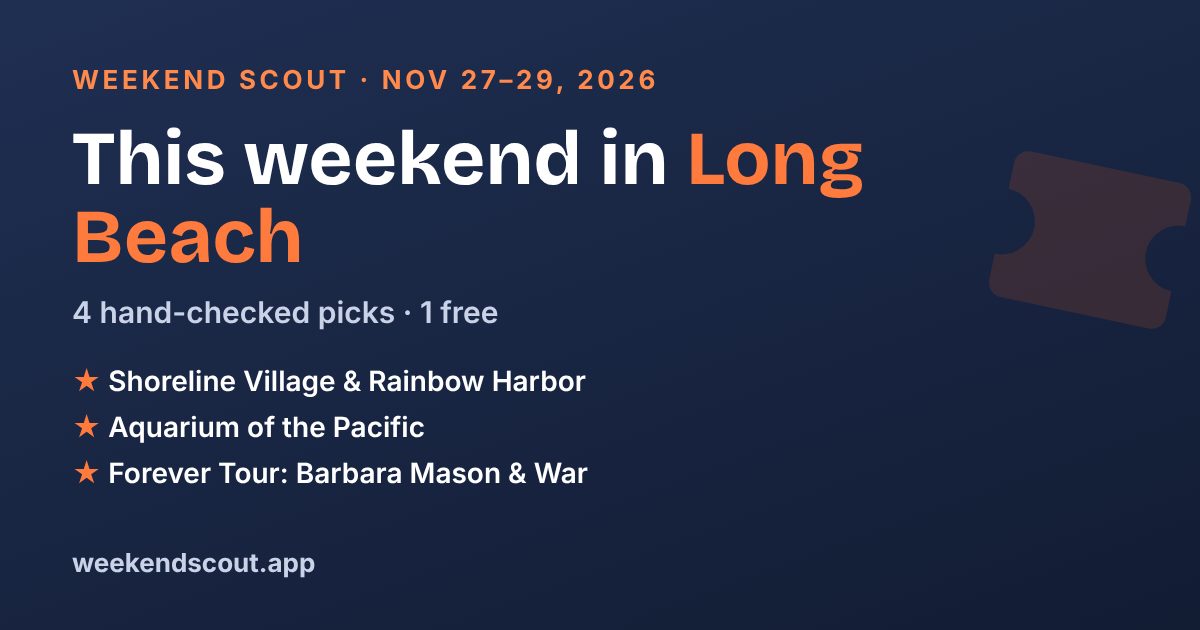 WEEKEND SCOUT · NOV 27–29, 2026
This weekend in Long
Beach
4 hand-checked picks · 1 free
★ Shoreline Village & Rainbow Harbor
★ Aquarium of the Pacific
★ Forever Tour: Barbara Mason & War
weekendscout.app